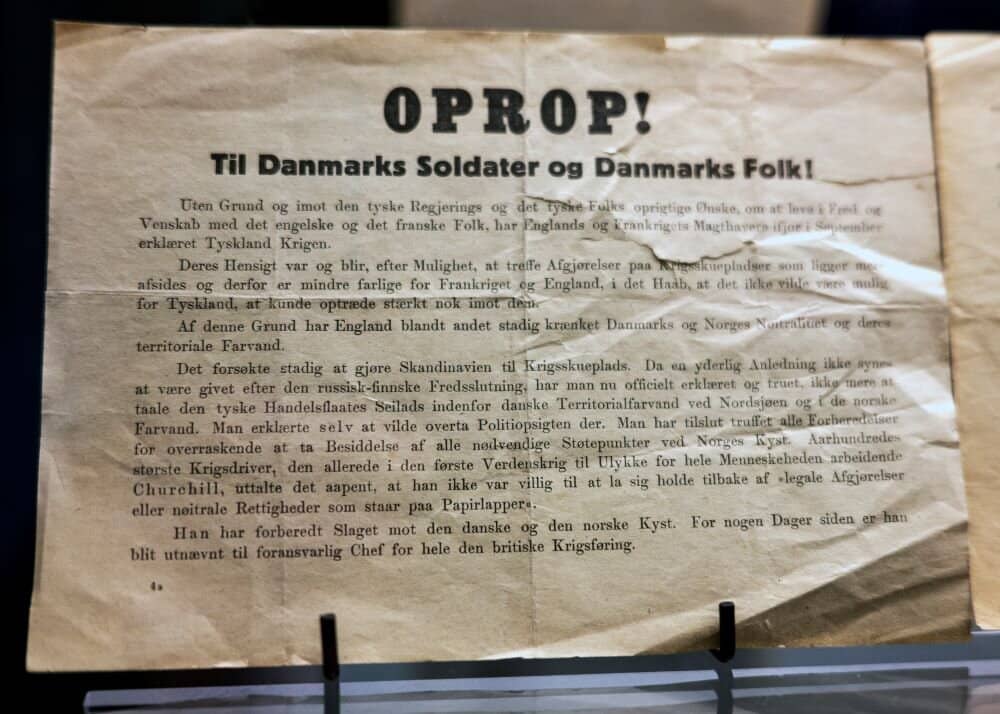 OPROP!
Til Danmarks Soldater og Danmarks Folk!
Uten Grund og imot den tyske Regjerings og det tyske Folks oprigtige Ønske, om at leve i Fred og
Venskab med det engelske og det franske Folk, har Englands og Frankrigets Magthavere ifjor i September
erklæret Tyskland Krigen.
Deres Hensigt var og blir, efter Mulighet, at treffe Afgjørelser paa Krigsskuepladser som ligger mer
afsides og derfor er mindre farlige for Frankriget og England, i det Haab, at det ikke vilde være mulig
for Tyskland, at kunde optræde stærkt nok imot dem.
Af denne Grund har England blandt andet stadig krænket Danmarks og Norges Nøitralitet og deres
territoriale Farvand.
Det forsøkte stadig at gjøre Skandinavien til Krigsskueplads. Da en yderlig Anledning ikke synes
at være givet efter den russisk-finnske Fredsslutning, har man nu officielt erklæret og truet, ikke mere at
taale den tyske Handelsflaates Seilads indenfor danske Territorialfarvand ved Nordsjøen og i de norske
Farvand. Man erklærte selv at vilde overta Politiopsigten der. Man har tilslut truffet alle Forberedelser
for overraskende at ta Besiddelse af alle nødvendige Støtepunkter ved Norges Kyst. Aarhundredes
største Krigsdriver, den allerede i den første Verdenskrig til Ulykke for hele Menneskeheden arbeidende
Churchill, uttalte det aapent, at han ikke var villig til at la sig holde tilbake af »legale Afgjørelser
eller nøitrale Rettigheder som staar paa Papirlapper«.
Han har forberedt Slaget mot den danske og den norske Kyst. For nogen Dager siden er han
blit utnævnt til foransvarlig Chef for hele den britiske Krigsføring.
4a